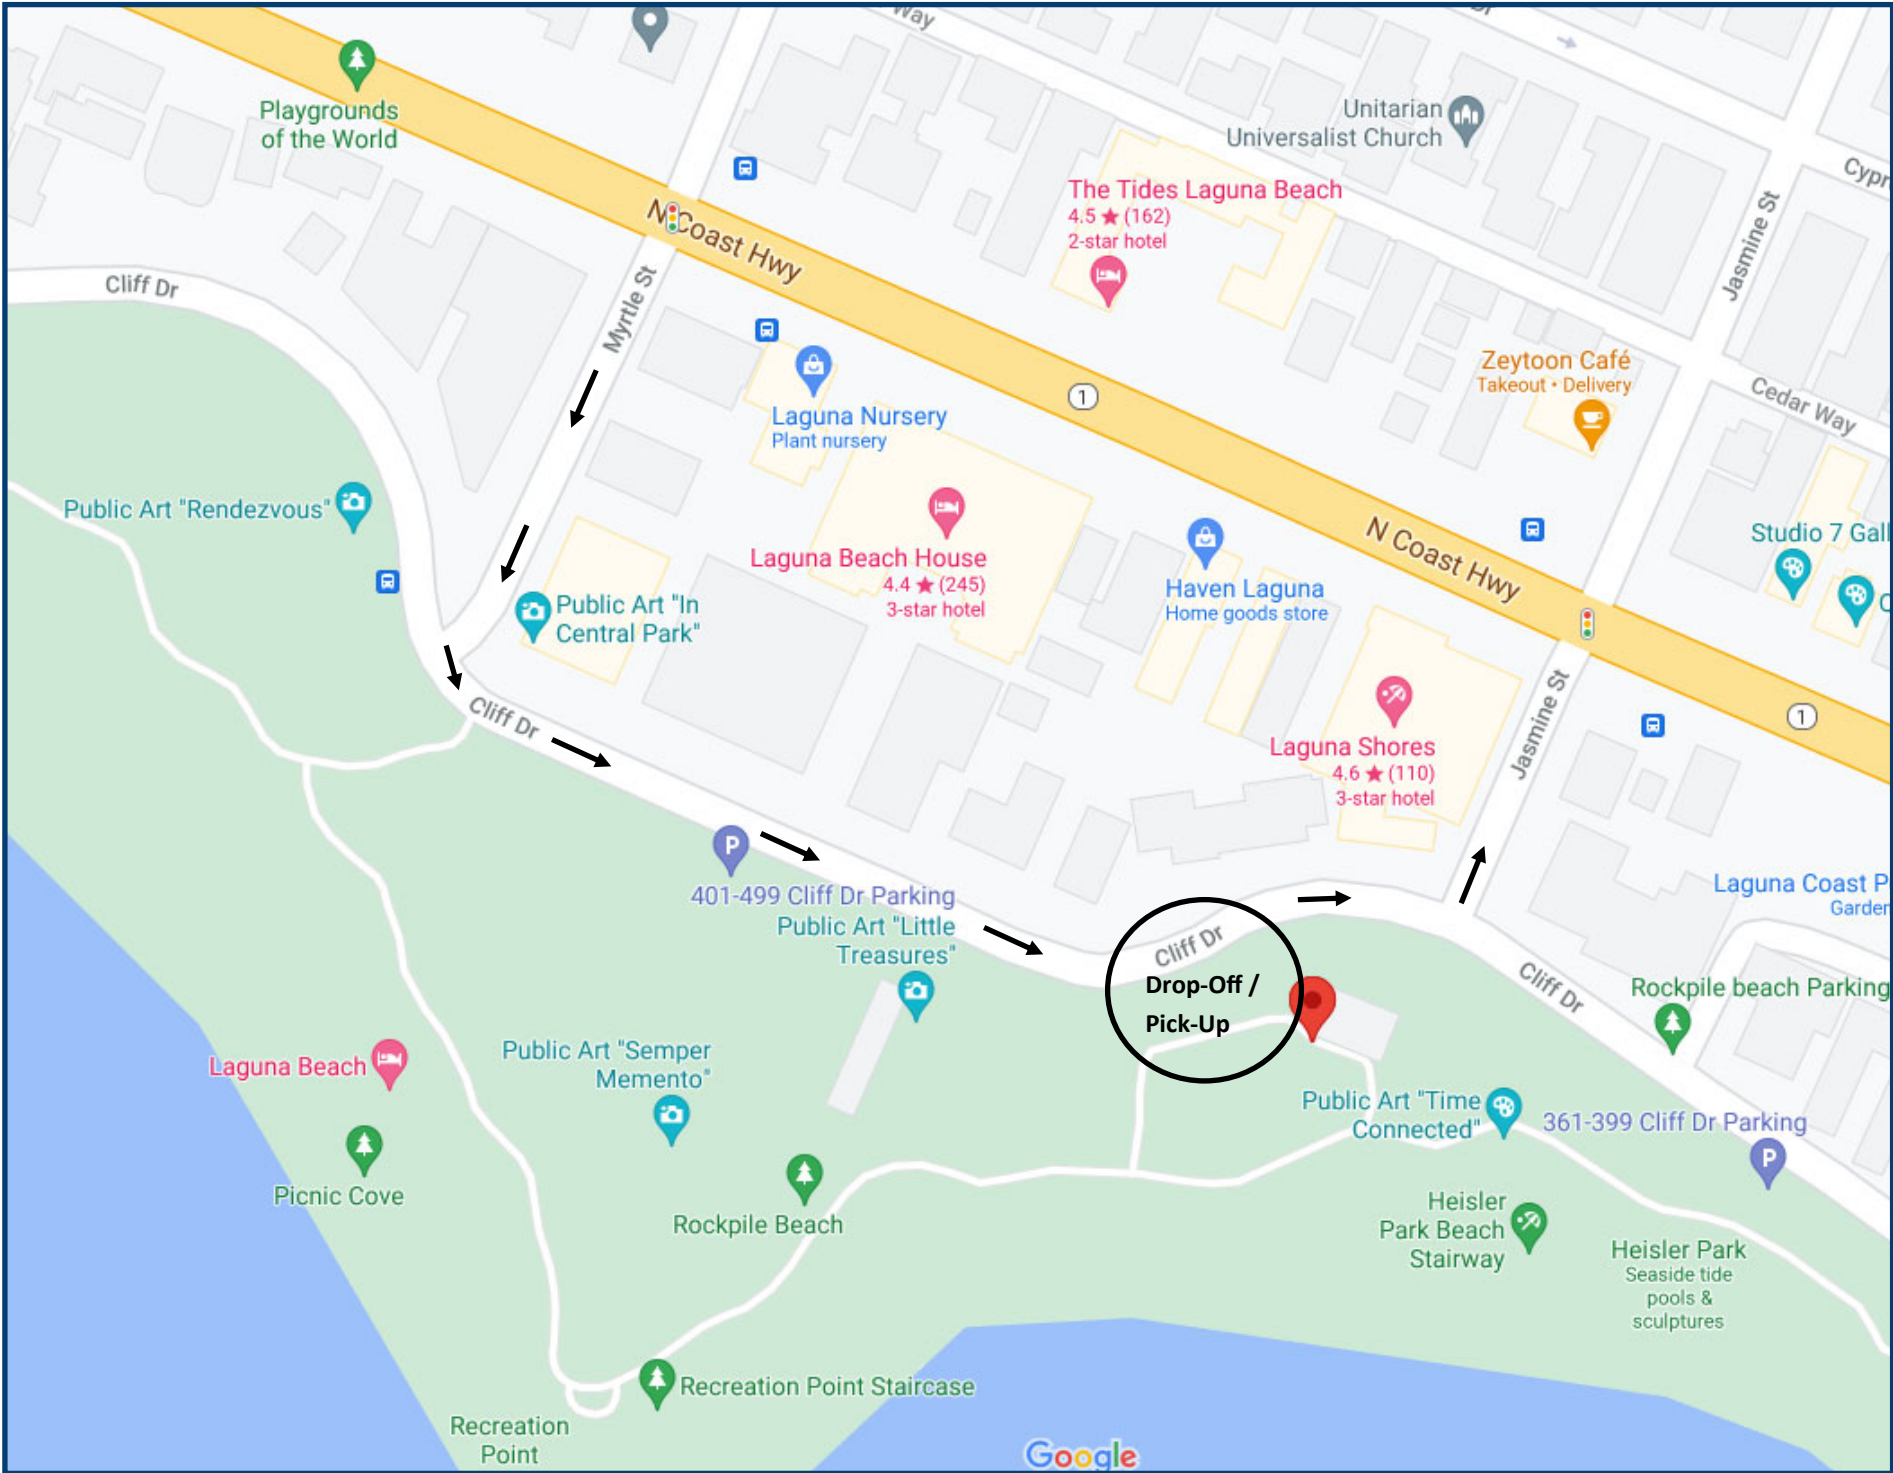 Way
Dr
Playgrounds
of the World
Unitarian
Universalist Church
The Tides Laguna Beach
4.5 ★ (162)
2-star hotel
N Coast Hwy
Cliff Dr
Myrtle St
Jasmine St
Cypr
Zeytoon Café
Takeout • Delivery
Cedar Way
1
Laguna Nursery
Plant nursery
Public Art "Rendezvous"
Laguna Beach House
4.4 ★ (245)
3-star hotel
N Coast Hwy
Studio 7 Gall
C
Haven Laguna
Home goods store
Public Art "In
Central Park"
Cliff Dr
Laguna Shores
4.6 ★ (110)
3-star hotel
Jasmine St
1
P
401-499 Cliff Dr Parking
Public Art "Little
Treasures"
Laguna Coast P
Garden
Cliff Dr
Drop-Off /
Pick-Up
Cliff Dr
Rockpile beach Parking
Laguna Beach
Public Art "Semper
Memento"
Public Art "Time
Connected"
361-399 Cliff Dr Parking
P
Picnic Cove
Rockpile Beach
Heisler
Park Beach
Stairway
Heisler Park
Seaside tide
pools &
sculptures
Recreation Point Staircase
Recreation
Point
Google